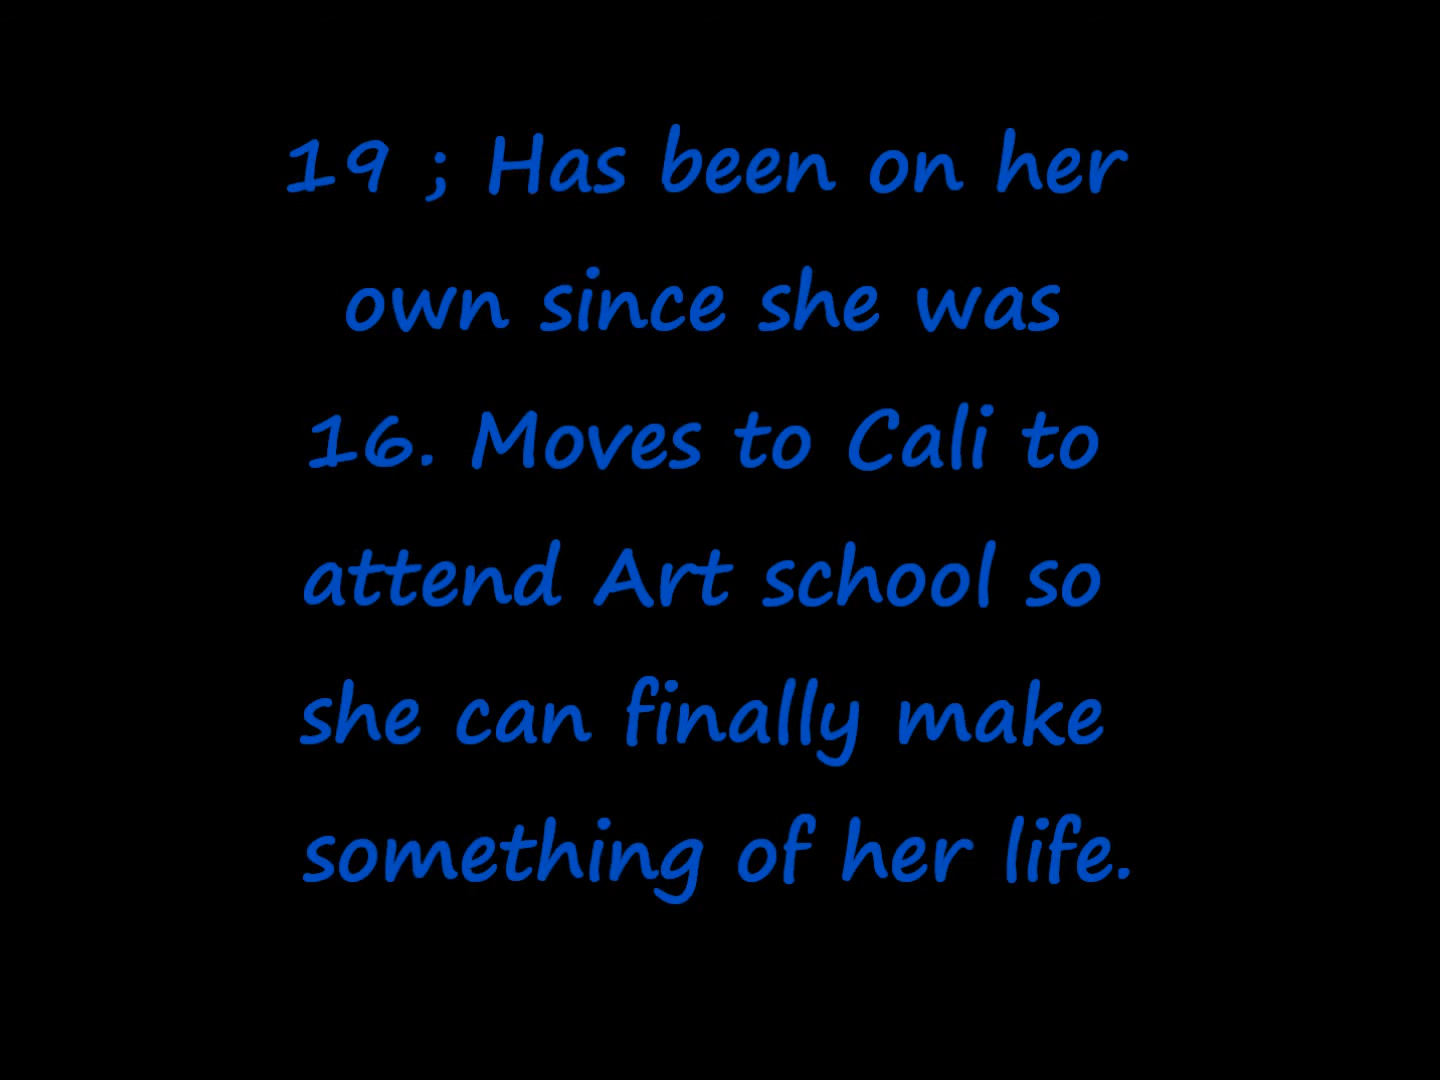 19 ; Has been on her
own since she was
16. Moves to Cali to
attend Art school so
she can finally make
something of her life.